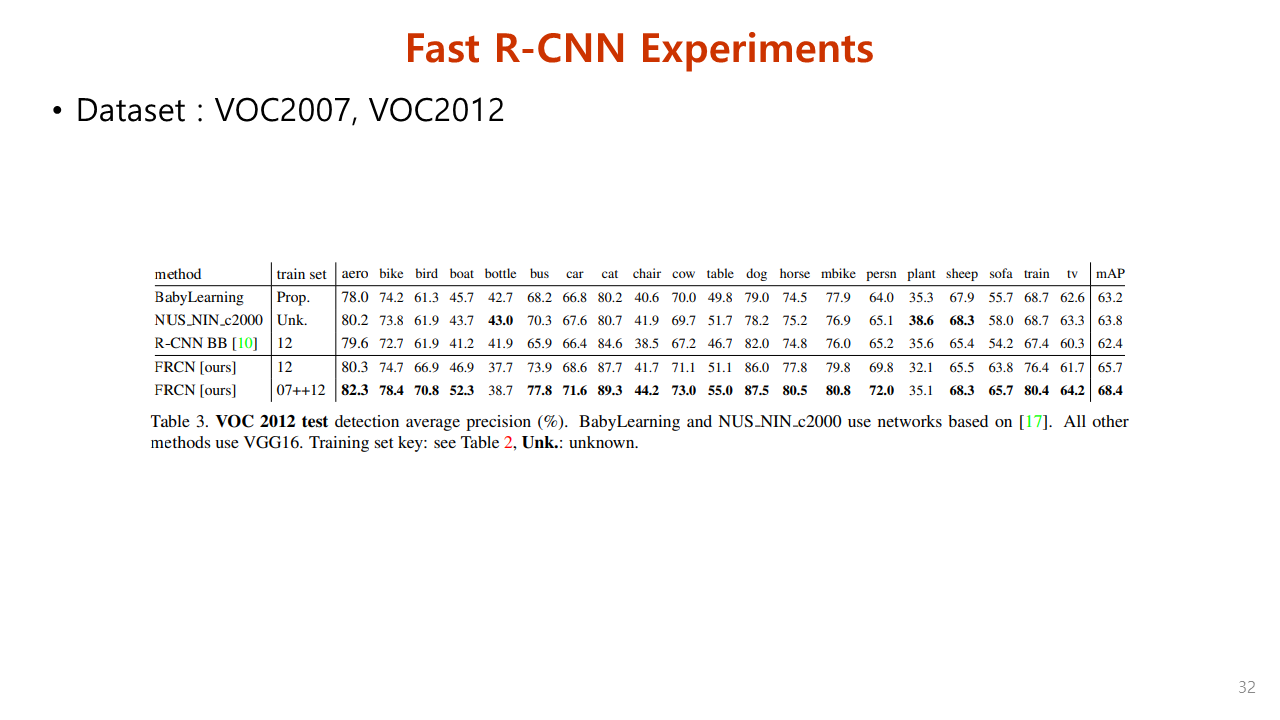 Fast R-CNN Experiments
• Dataset : VOC2007, VOC2012
method train set aero bike bird boat bottle bus car cat chair cow table dog horse mbike persn plant sheep sofa train tv mAP
BabyLearning Prop. 78.0 74.2 61.3 45.7 42.7 68.2 66.8 80.2 40.6 70.0 49.8 79.0 74.5 77.9 64.0 35.3 67.9 55.7 68.7 62.6 63.2
NUS_NIN_c2000 Unk. 80.2 73.8 61.9 43.7 43.0 70.3 67.6 80.7 41.9 69.7 51.7 78.2 75.2 76.9 65.1 38.6 68.3 58.0 68.7 63.3 63.8
R-CNN BB [10] 12 79.6 72.7 61.9 41.2 41.9 65.9 66.4 84.6 38.5 67.2 46.7 82.0 74.8 76.0 65.2 35.6 65.4 54.2 67.4 60.3 62.4
FRCN [ours] 12 80.3 74.7 66.9 46.9 37.7 73.9 68.6 87.7 41.7 71.1 51.1 86.0 77.8 79.8 69.8 32.1 65.5 63.8 76.4 61.7 65.7
FRCN [ours] 07++12 82.3 78.4 70.8 52.3 38.7 77.8 71.6 89.3 44.2 73.0 55.0 87.5 80.5 80.8 72.0 35.1 68.3 65.7 80.4 64.2 68.4
Table 3. VOC 2012 test detection average precision (%). BabyLearning and NUS_NIN_c2000 use networks based on [17]. All other
methods use VGG16. Training set key: see Table 2, Unk.: unknown.
32